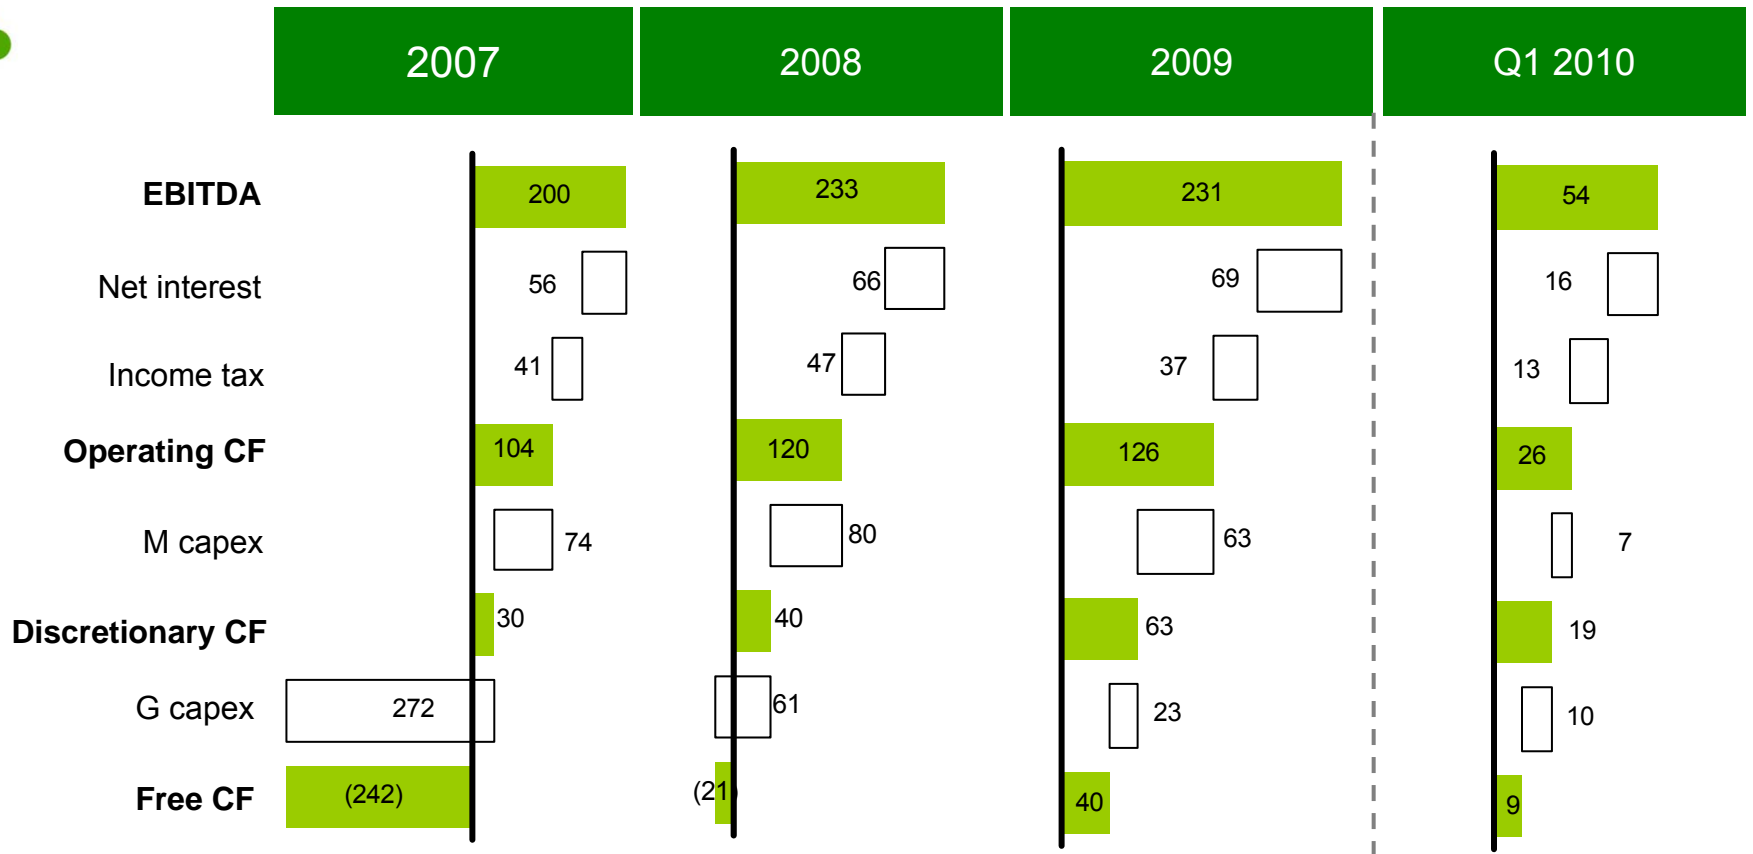 2007 2008 2009 Q1 2010
EBITDA 200 233 231 54
Net interest 56 66 69 16
Income tax 41 47 37 13
Operating CF 104 120 126 26
M capex 74 80 63 7
Discretionary CF 30 40 63 19
G capex 272 61 23 10
Free CF (242) (21) 40 9